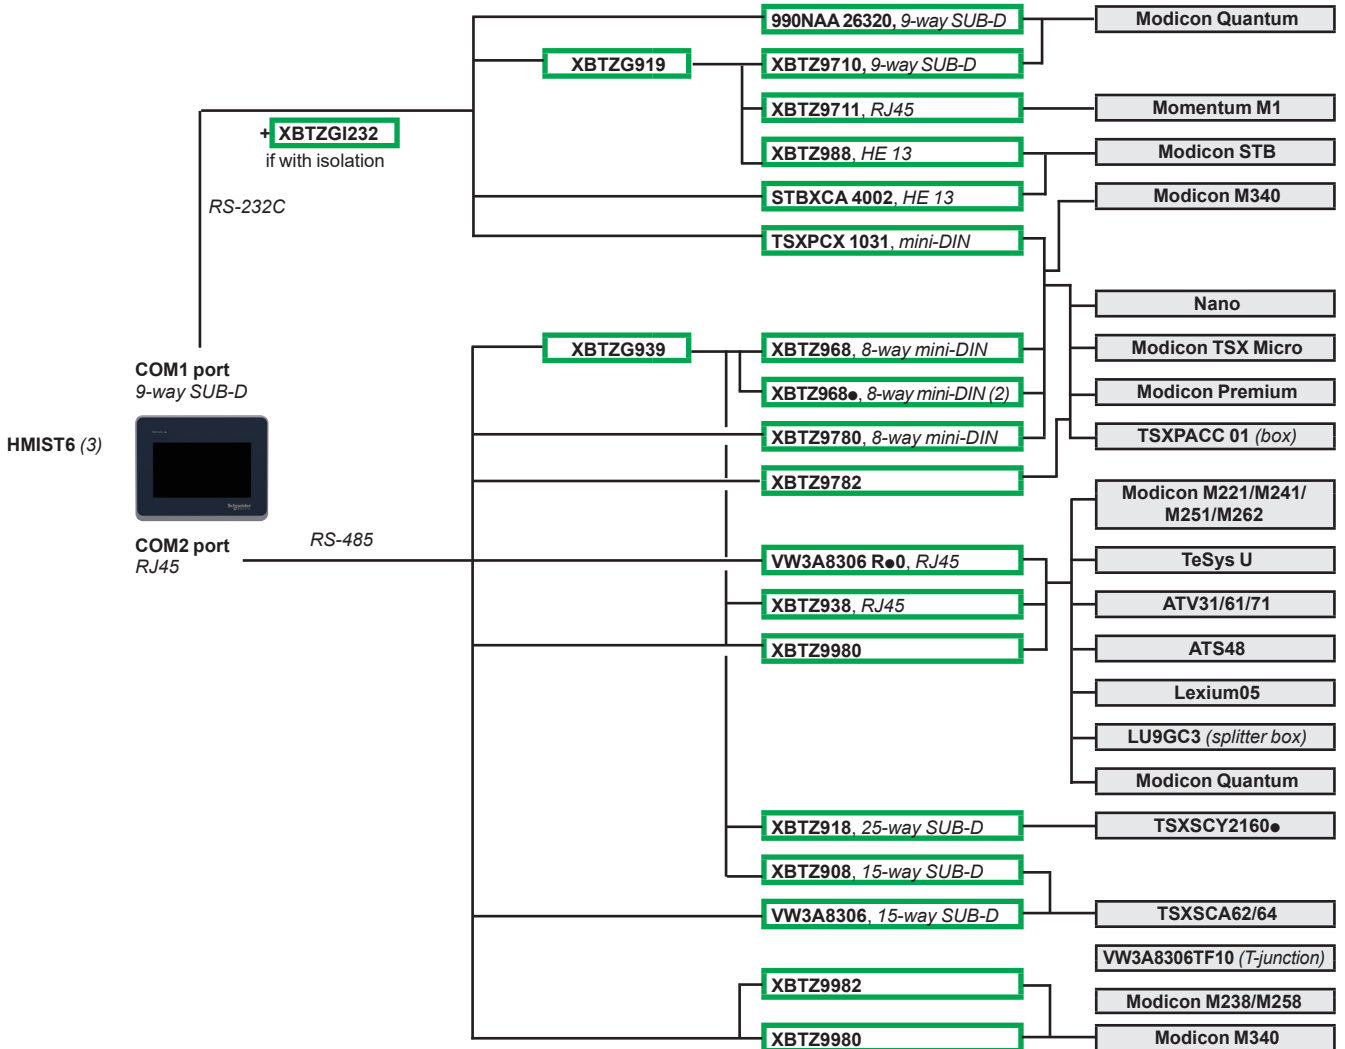 990NAA 26320, 9-way SUB-D
Modicon Quantum
XBTZG919
XBTZ9710, 9-way SUB-D
XBTZ9711, RJ45
Momentum M1
+ XBTZGI232
if with isolation
XBTZ988, HE 13
Modicon STB
STBXCA 4002, HE 13
Modicon M340
RS-232C
TSXPCX 1031, mini-DIN
Nano
XBTZG939
XBTZ968, 8-way mini-DIN
Modicon TSX Micro
COM1 port
9-way SUB-D
XBTZ968●, 8-way mini-DIN (2)
Modicon Premium
HMIST6 (3)
XBTZ9780, 8-way mini-DIN
TSXPACC 01 (box)
XBTZ9782
Modicon M221/M241/
M251/M262
Schneider
COM2 port
RJ45
RS-485
VW3A8306 R●0, RJ45
TeSys U
XBTZ938, RJ45
ATV31/61/71
XBTZ9980
ATS48
Lexium05
LU9GC3 (splitter box)
Modicon Quantum
XBTZ918, 25-way SUB-D
TSXSCY2160●
XBTZ908, 15-way SUB-D
VW3A8306, 15-way SUB-D
TSXSCA62/64
VW3A8306TF10 (T-junction)
XBTZ9982
Modicon M238/M258
XBTZ9980
Modicon M340